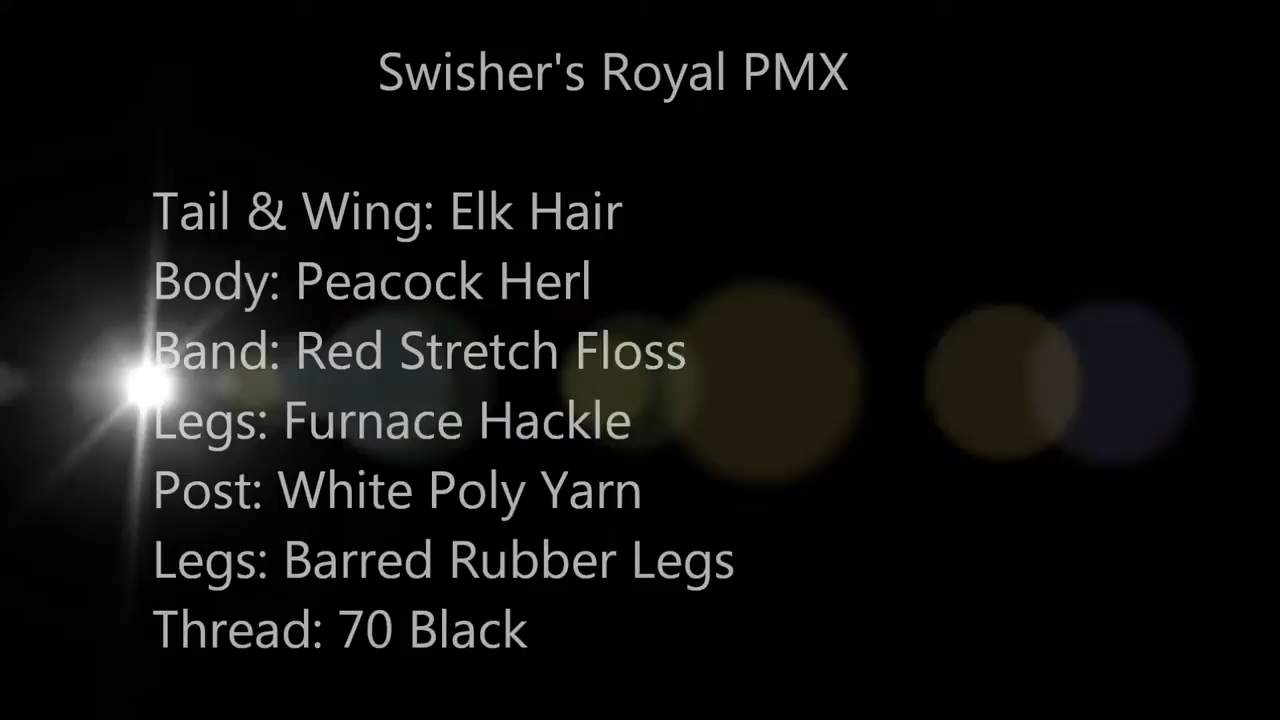 Swisher's Royal PMX
Tail & Wing: Elk Hair
Body: Peacock Herl
Band: Red Stretch Floss
Legs: Furnace Hackle
Post: White Poly Yarn
Legs: Barred Rubber Legs
Thread: 70 Black